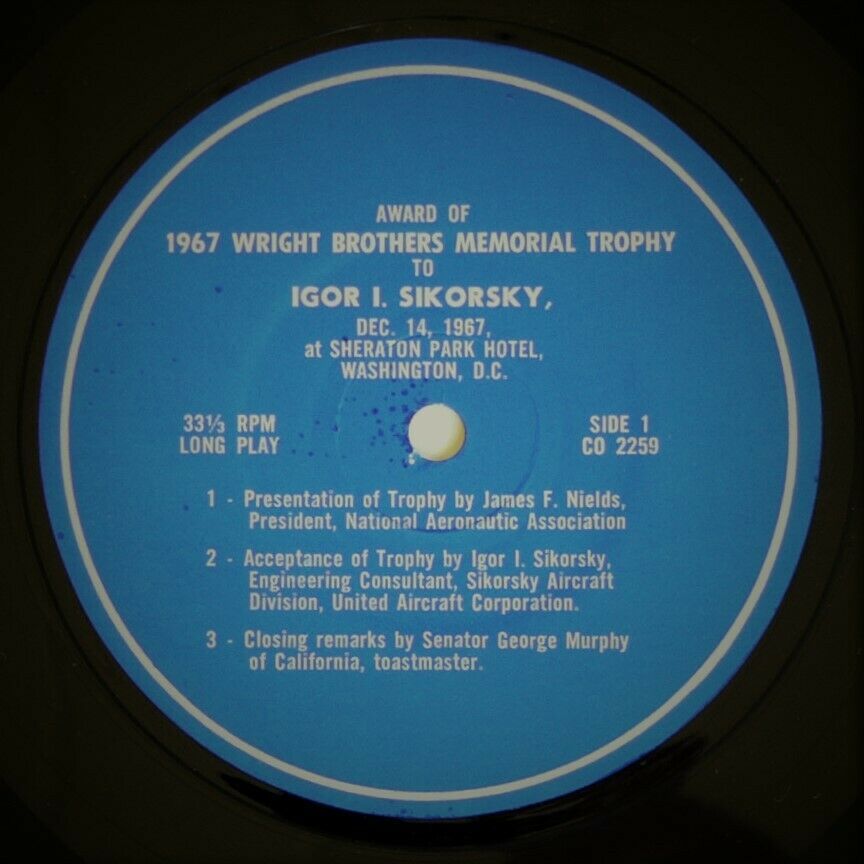 AWARD OF
1967 WRIGHT BROTHERS MEMORIAL TROPHY
TO
IGOR I. SIKORSKY,
DEC. 14, 1967,
at SHERATON PARK HOTEL,
WASHINGTON, D.C.
33⅓ RPM
LONG PLAY
SIDE 1
CO 2259
1 - Presentation of Trophy by James F. Nields,
President, National Aeronautic Association
2 - Acceptance of Trophy by Igor I. Sikorsky,
Engineering Consultant, Sikorsky Aircraft
Division, United Aircraft Corporation.
3 - Closing remarks by Senator George Murphy
of California, toastmaster.